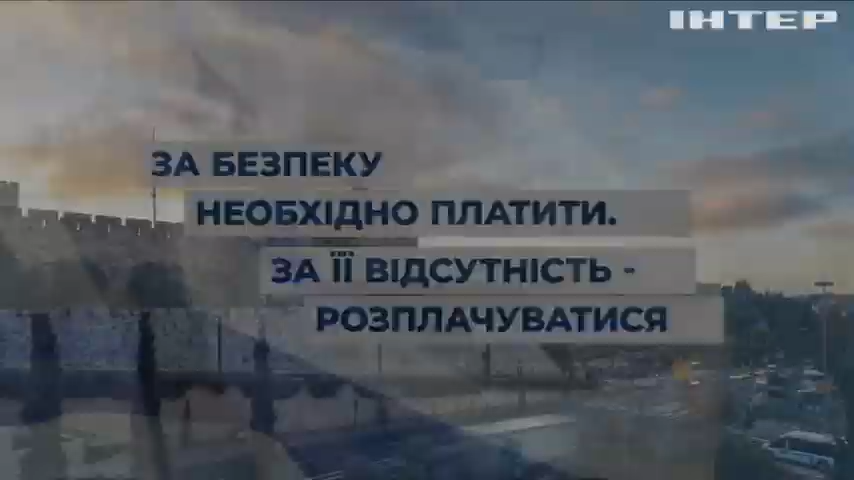 ІНТЕР
ЗА БЕЗПЕКУ
НЕОБХІДНО ПЛАТИТИ.
ЗА ЇЇ ВІДСУТНІСТЬ -
РОЗПЛАЧУВАТИСЯ